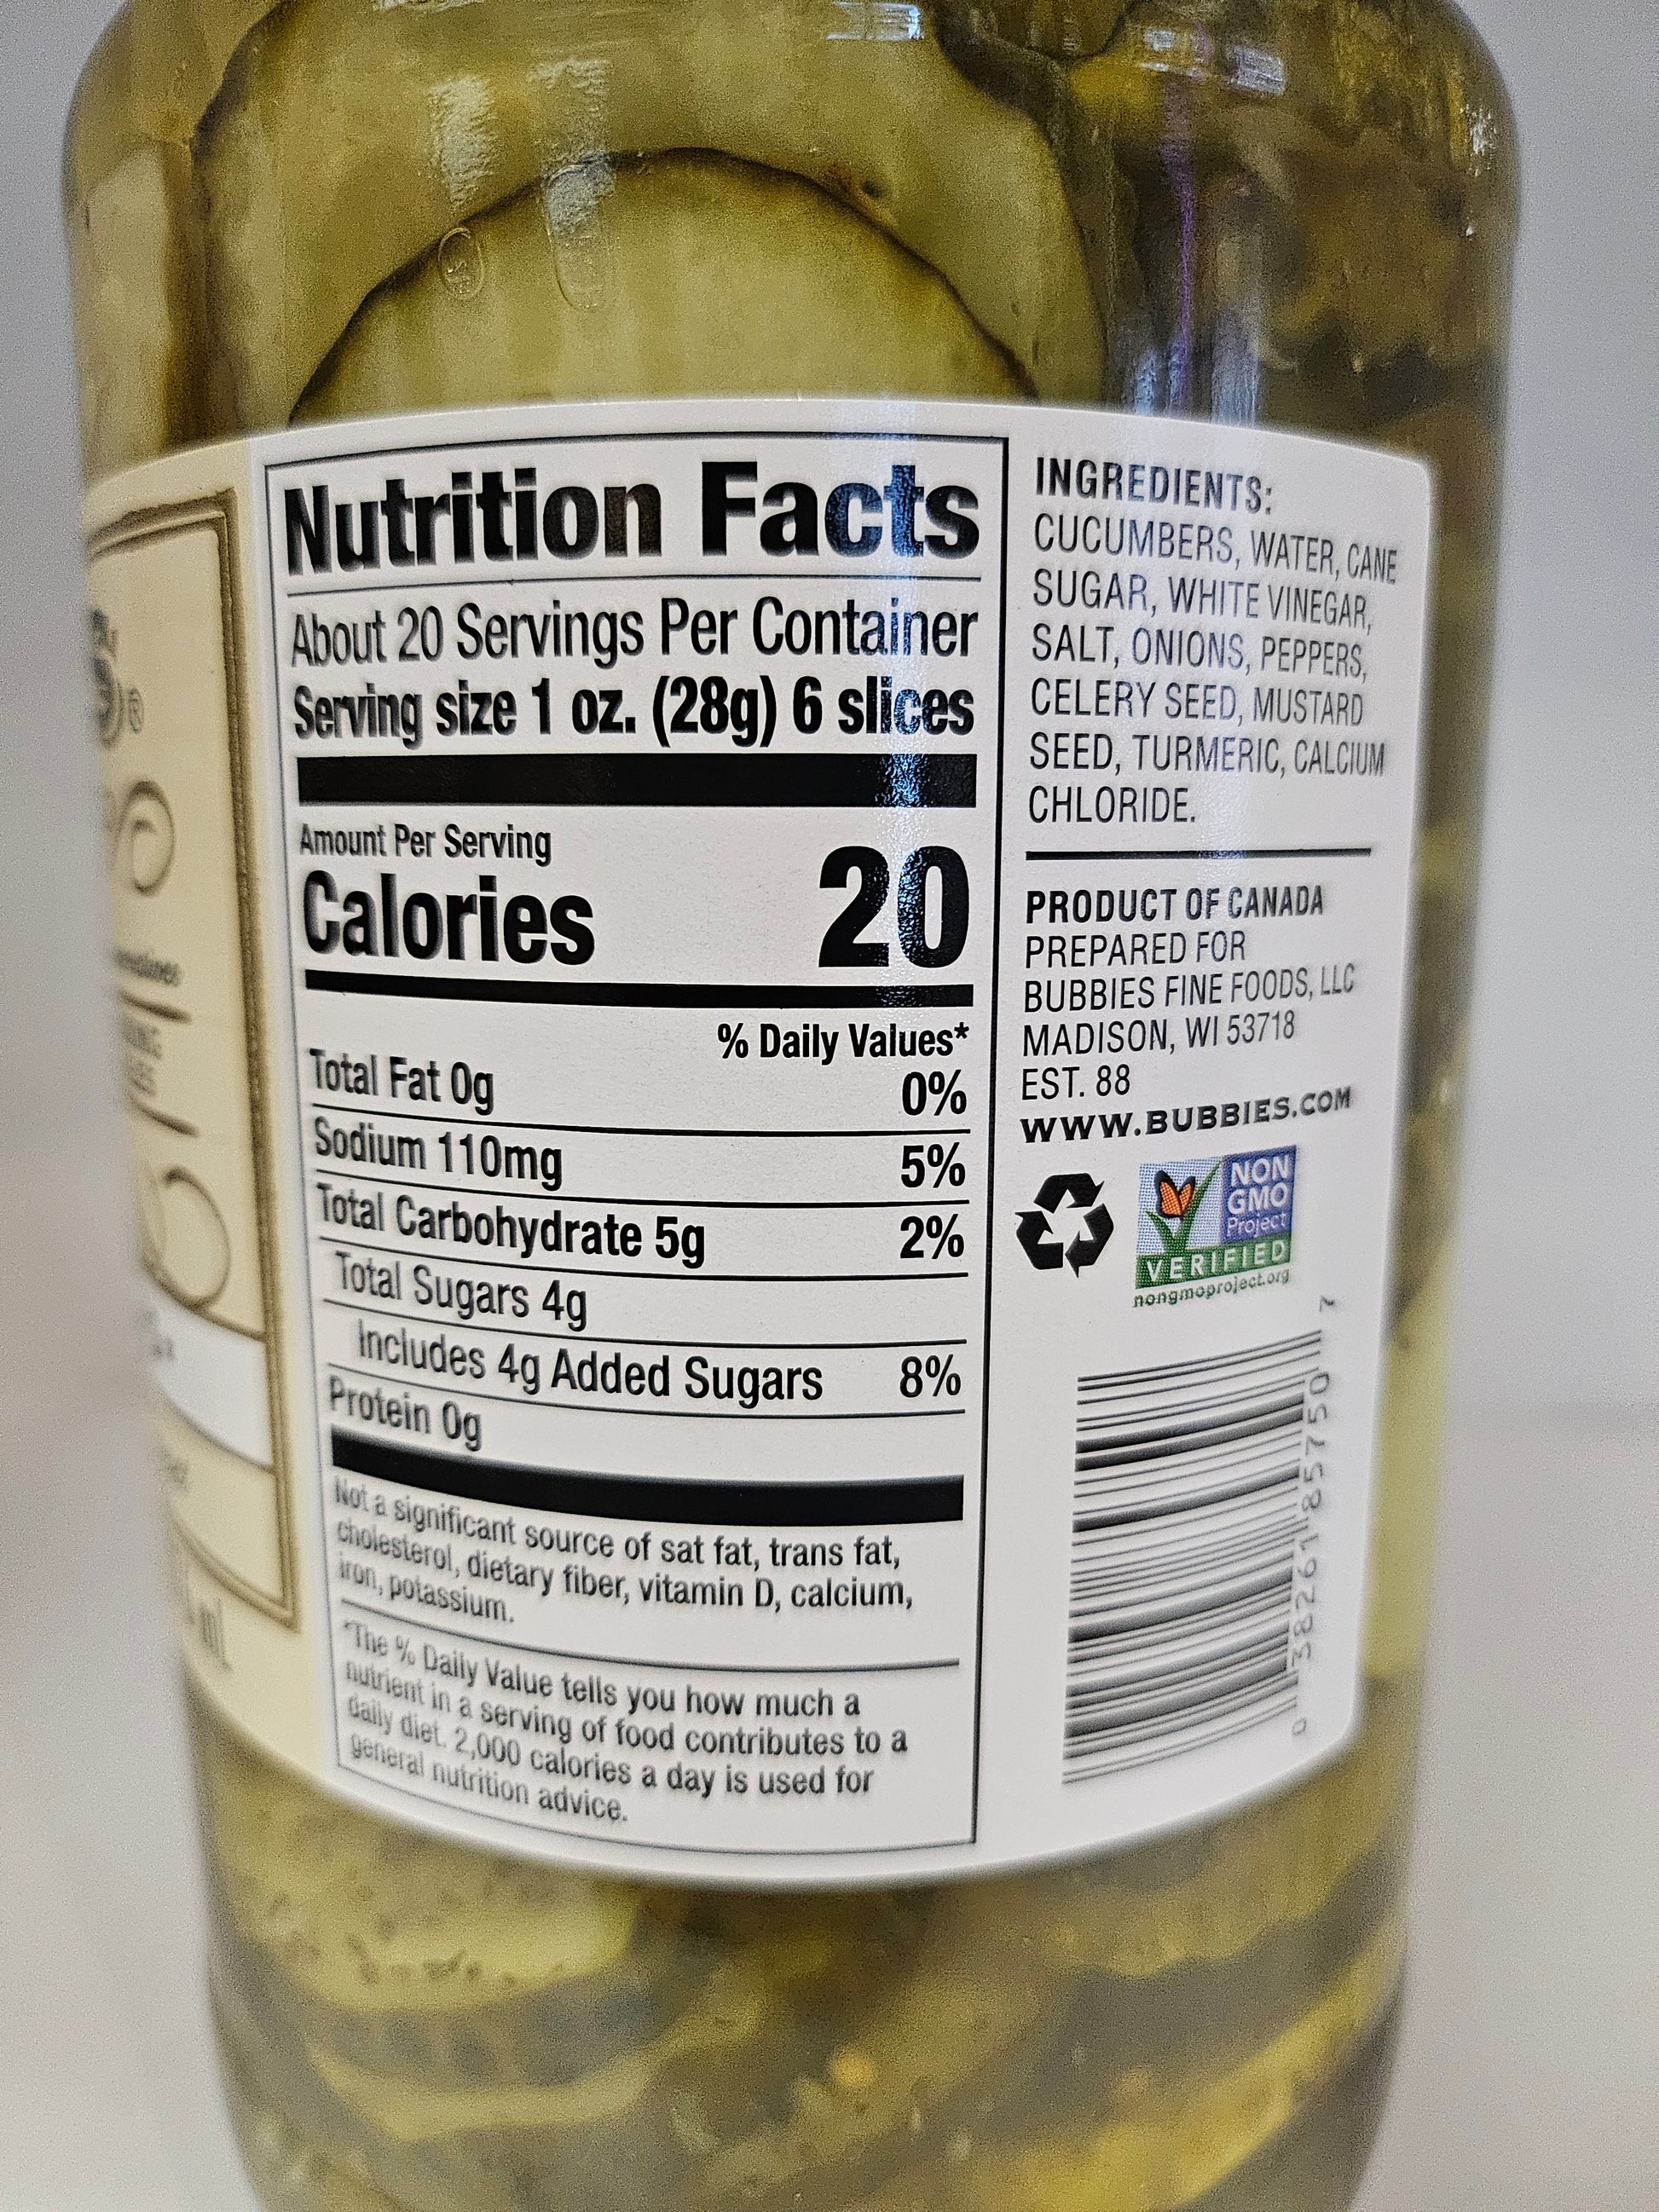 Nutrition Facts
About 20 Servings Per Container
Serving size 1 oz. (28g) 6 slices
Amount Per Serving
Calories 20
% Daily Values*
Total Fat 0g 0%
Sodium 110mg 5%
Total Carbohydrate 5g 2%
Total Sugars 4g
Includes 4g Added Sugars 8%
Protein 0g
Not a significant source of sat fat, trans fat,
cholesterol, dietary fiber, vitamin D, calcium,
iron, potassium.
*The % Daily Value tells you how much a
nutrient in a serving of food contributes to a
daily diet. 2,000 calories a day is used for
general nutrition advice.
INGREDIENTS:
CUCUMBERS, WATER, CANE
SUGAR, WHITE VINEGAR,
SALT, ONIONS, PEPPERS,
CELERY SEED, MUSTARD
SEED, TURMERIC, CALCIUM
CHLORIDE.
PRODUCT OF CANADA
PREPARED FOR
BUBBIES FINE FOODS, LLC
MADISON, WI 53718
EST. 88
WWW.BUBBIES.COM
NON
GMO
Project
VERIFIED
nongmoproject.org
0 38261 85750 7
®
ml